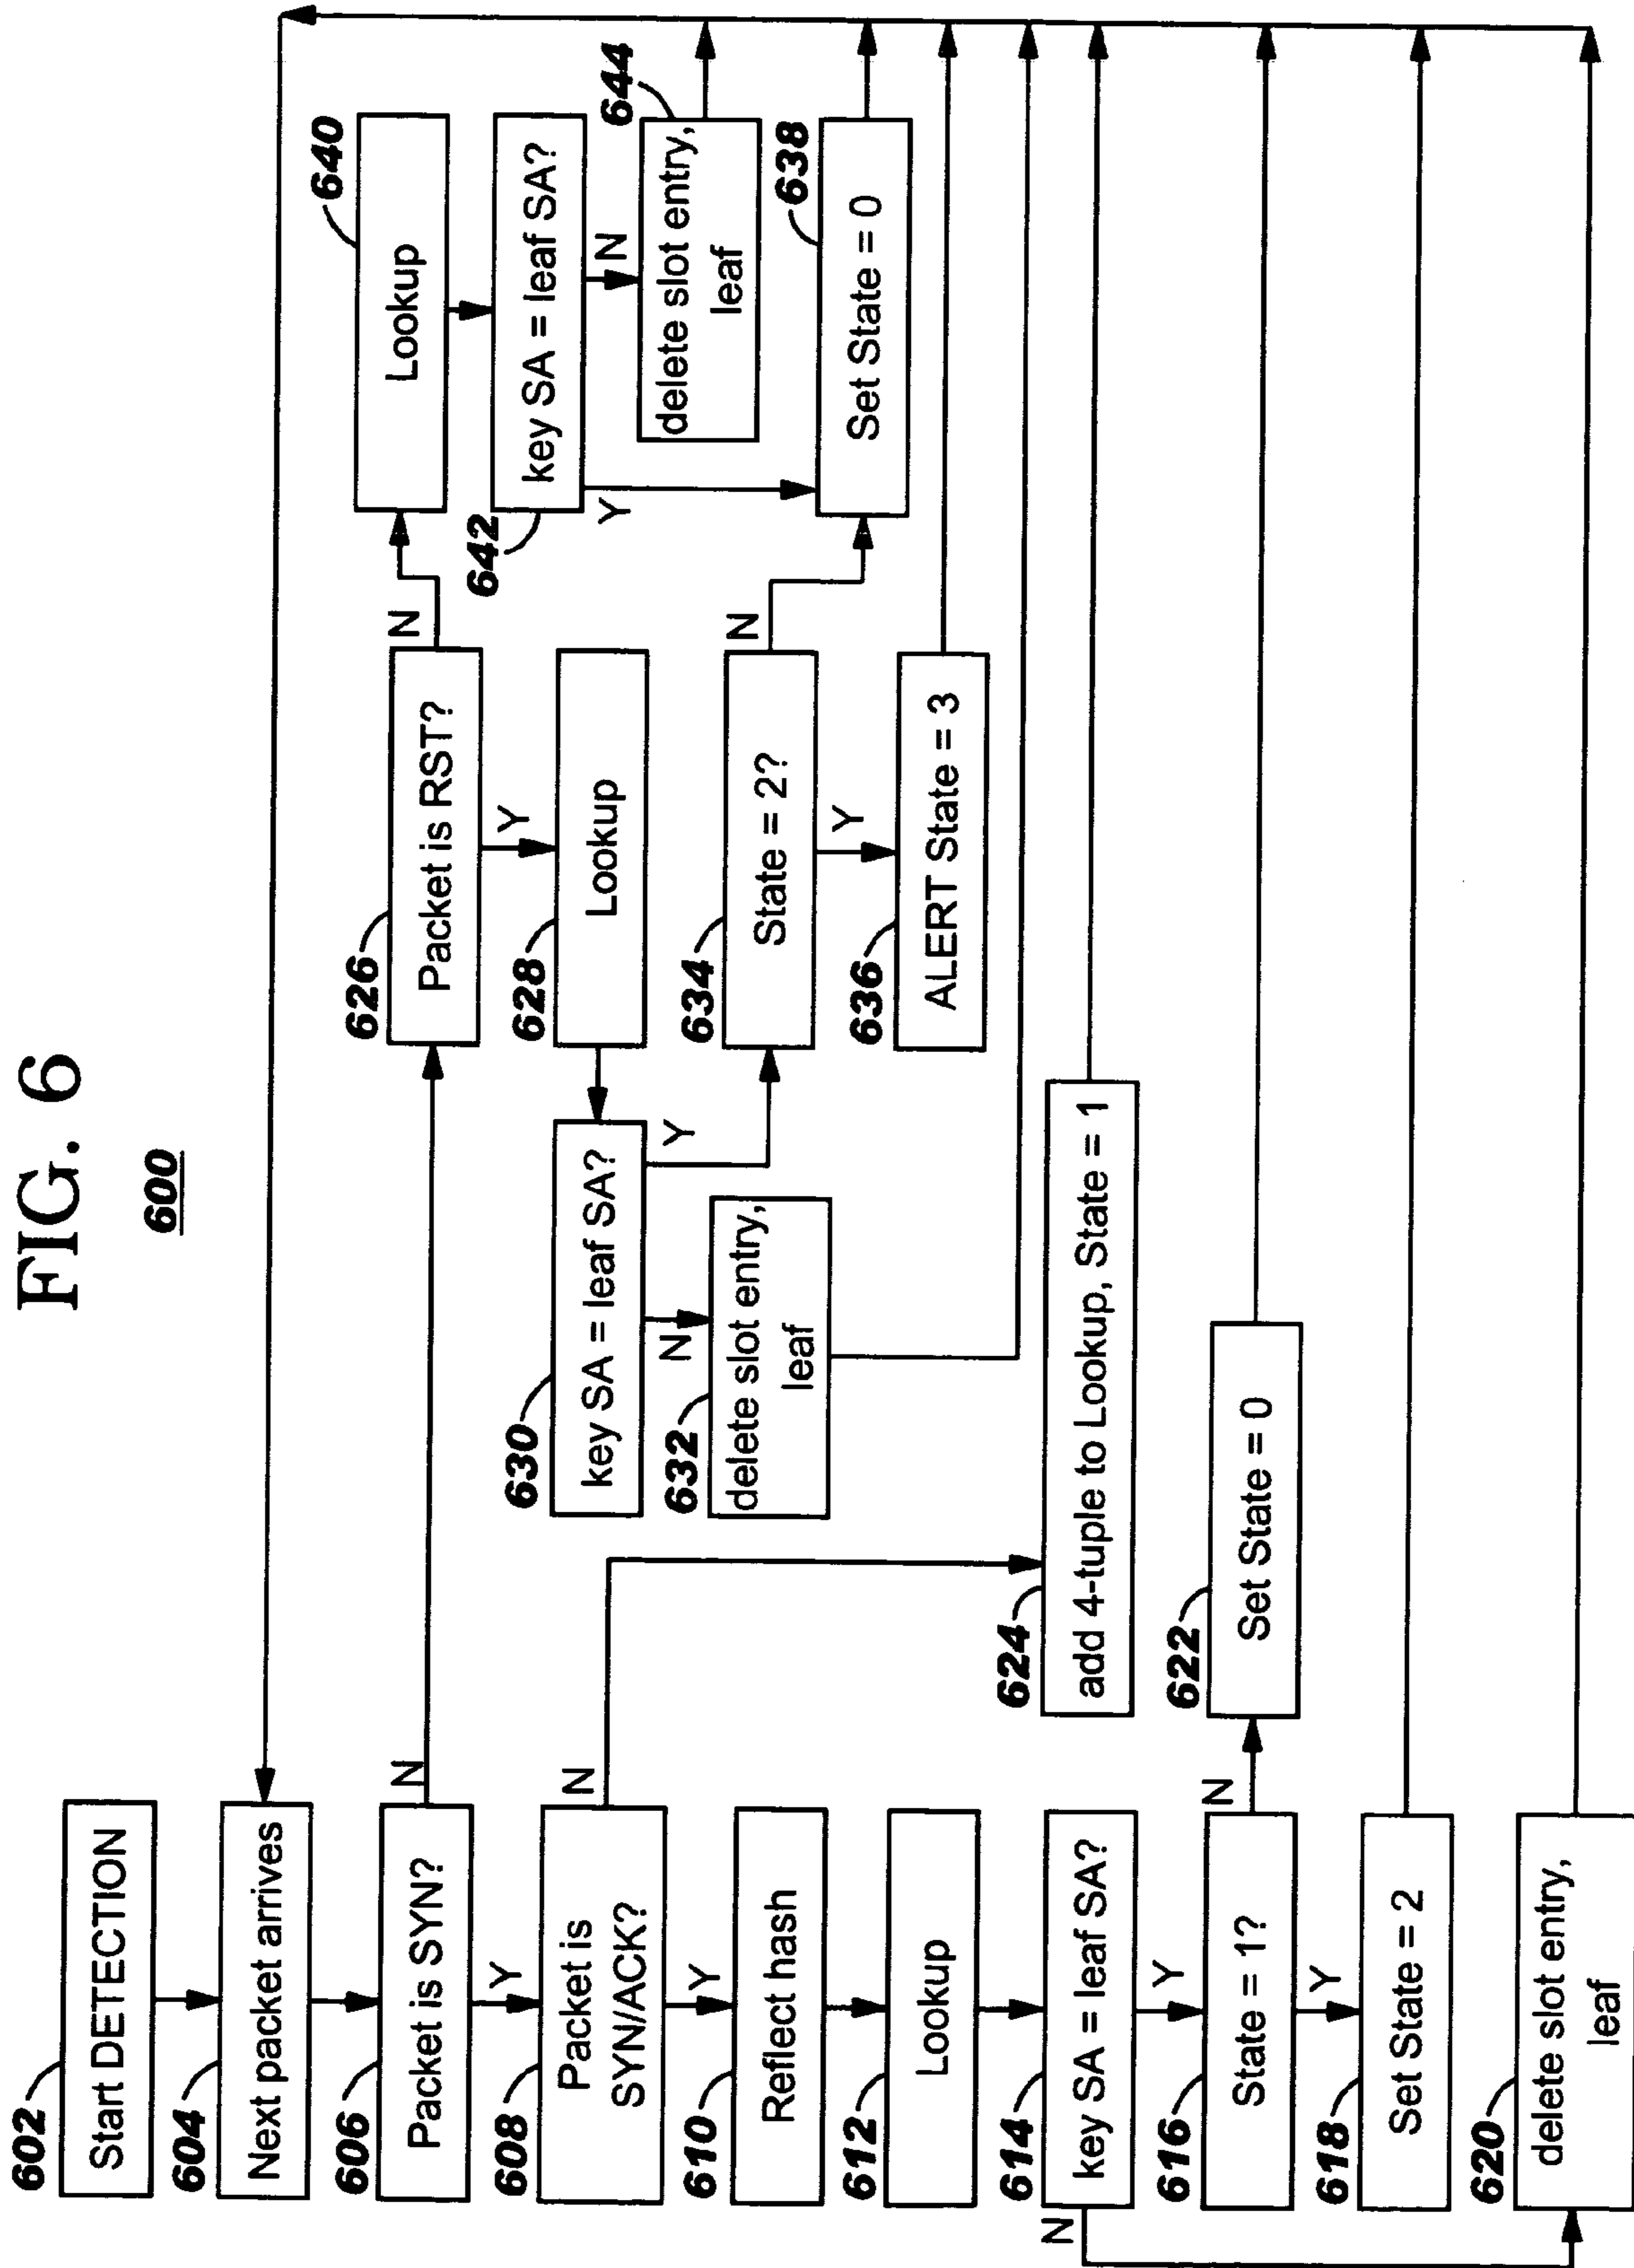 FIG. 6
600
602
Start DETECTION
604
Next packet arrives
606
Packet is SYN?
N
Y
608
Packet is
SYN/ACK?
N
Y
610
Reflect hash
612
Lookup
614
key SA = leaf SA?
N
Y
616
State = 1?
N
Y
618
Set State = 2
620
delete slot entry,
leaf
622
Set State = 0
624
add 4-tuple to Lookup, State = 1
626
Packet is RST?
N
Y
628
Lookup
630
key SA = leaf SA?
Y
N
632
delete slot entry,
leaf
634
State = 2?
N
Y
636
ALERT State = 3
640
Lookup
642
key SA = leaf SA?
Y
N
644
delete slot entry,
leaf
638
Set State = 0